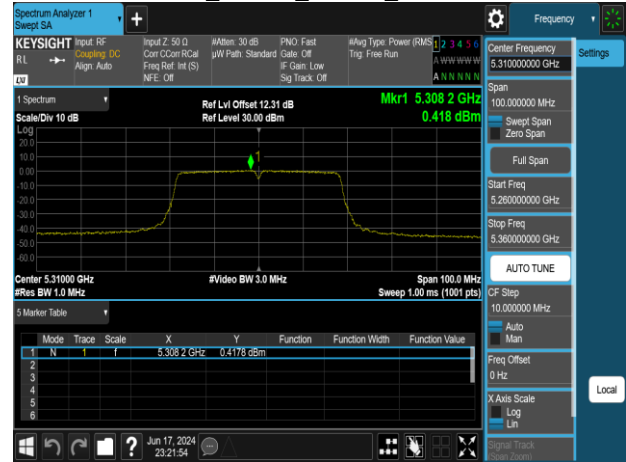 Spectrum Analyzer 1
Swept SA
Frequency
KEYSIGHT
RL
Input: RF
Coupling: DC
Align: Auto
Input Z: 50 Ω
Corr CCorr RCal
Freq Ref: Int (S)
NFE: Off
#Atten: 30 dB
µW Path: Standard
PNO: Fast
Gate: Off
IF Gain: Low
Sig Track: Off
#Avg Type: Power (RMS
Trig: Free Run
1 2 3 4 5 6
A W W W W W
A N N N N N
LXI
1 Spectrum
Scale/Div 10 dB
Ref Lvl Offset 12.31 dB
Ref Level 30.00 dBm
Mkr1 5.308 2 GHz
0.418 dBm
Log
20.0
10.0
0.00
-10.0
-20.0
-30.0
-40.0
-50.0
-60.0
1
Center 5.31000 GHz
#Res BW 1.0 MHz
#Video BW 3.0 MHz
Span 100.0 MHz
Sweep 1.00 ms (1001 pts)
5 Marker Table
Mode Trace Scale X Y Function Function Width Function Value
1 N 1 f 5.308 2 GHz 0.4178 dBm
2
3
4
5
6
Jun 17, 2024
23:21:54
Center Frequency
5.310000000 GHz
Span
100.000000 MHz
Swept Span
Zero Span
Full Span
Start Freq
5.260000000 GHz
Stop Freq
5.360000000 GHz
AUTO TUNE
CF Step
10.000000 MHz
Auto
Man
Freq Offset
0 Hz
X Axis Scale
Log
Lin
Signal Track
(Span Zoom)
Settings
Local